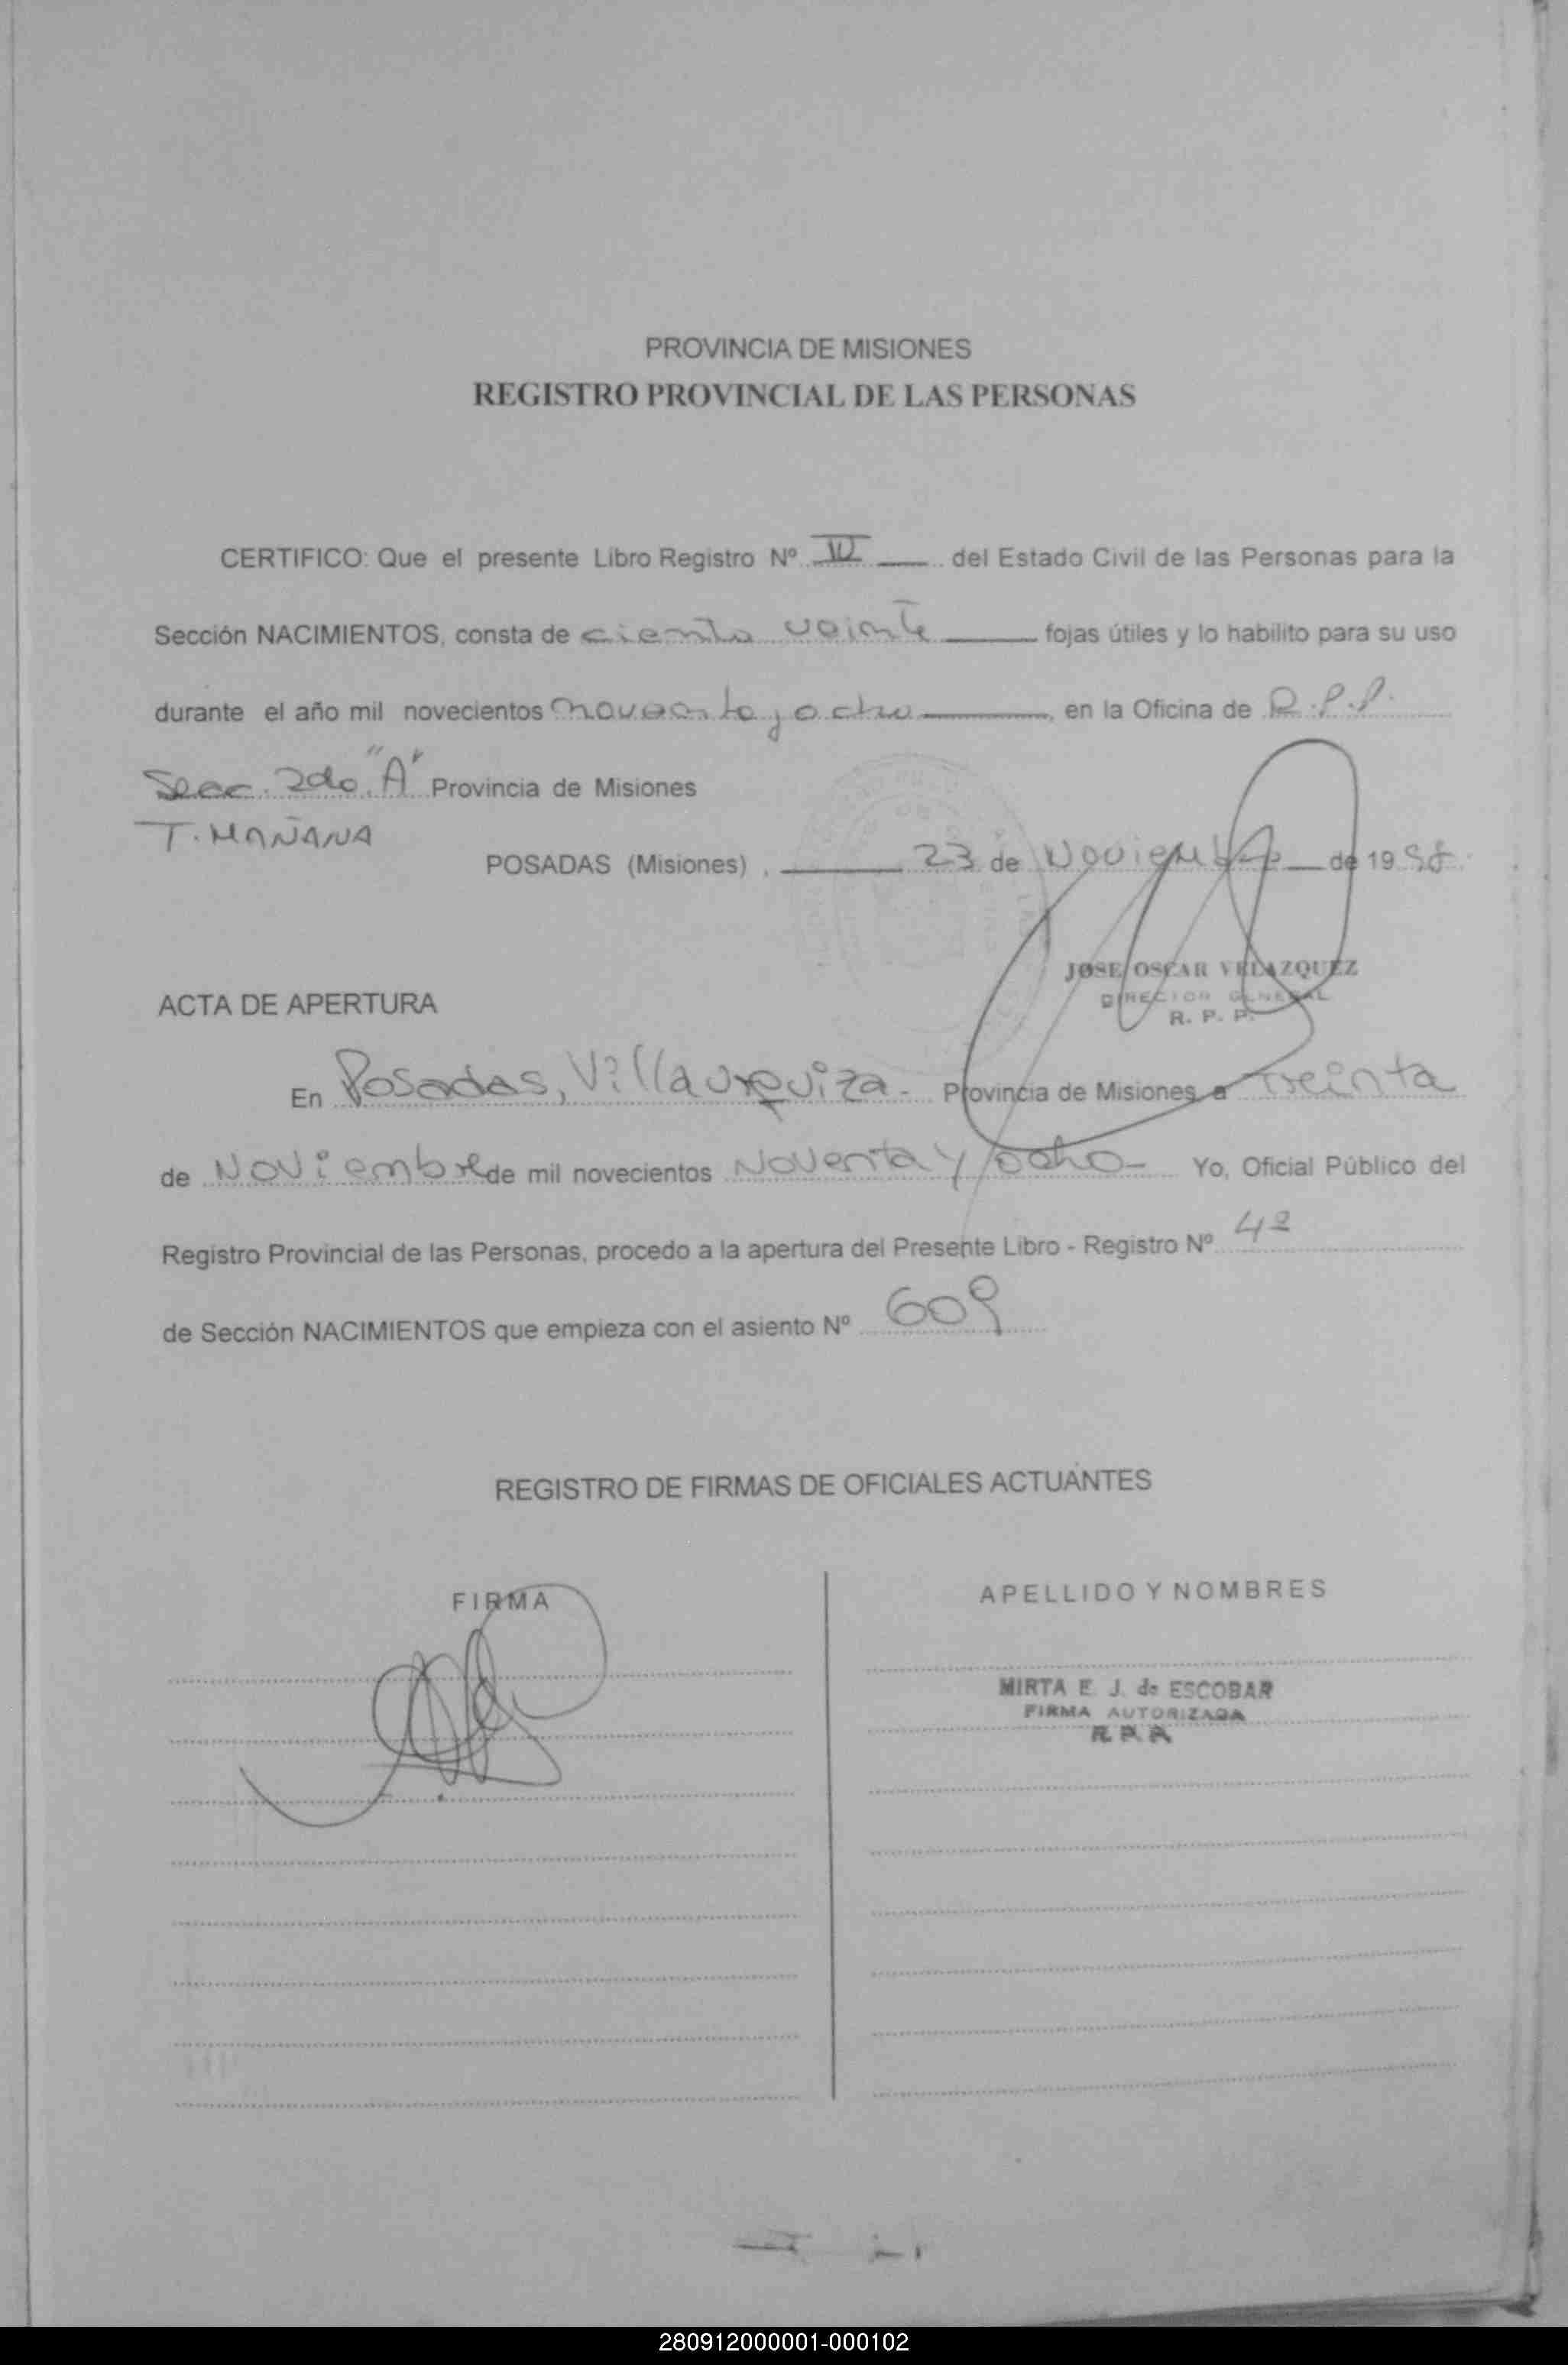 PROVINCIA DE MISIONES
REGISTRO PROVINCIAL DE LAS PERSONAS
CERTIFICO: Que el presente Libro Registro Nº IV del Estado Civil de las Personas para la
Sección NACIMIENTOS, consta de ciento veinte fojas útiles y lo habilito para su uso
durante el año mil novecientos noventa y ocho, en la Oficina de R.P.P.
Secc. 2do. "A" Provincia de Misiones
T. MAÑANA
POSADAS (Misiones), 23 de Noviembre de 1998.
JOSE OSCAR VELAZQUEZ
DIRECTOR GENERAL
R. P. P.
ACTA DE APERTURA
En Posadas, Villa Urquiza - Provincia de Misiones, a Treinta
de Noviembre de mil novecientos Noventa y ocho - Yo, Oficial Público del
Registro Provincial de las Personas, procedo a la apertura del Presente Libro - Registro Nº 4º
de Sección NACIMIENTOS que empieza con el asiento Nº 609
REGISTRO DE FIRMAS DE OFICIALES ACTUANTES
FIRMA
APELLIDO Y NOMBRES
MIRTA E. J. de ESCOBAR
FIRMA AUTORIZADA
R. P. P.
280912000001-000102